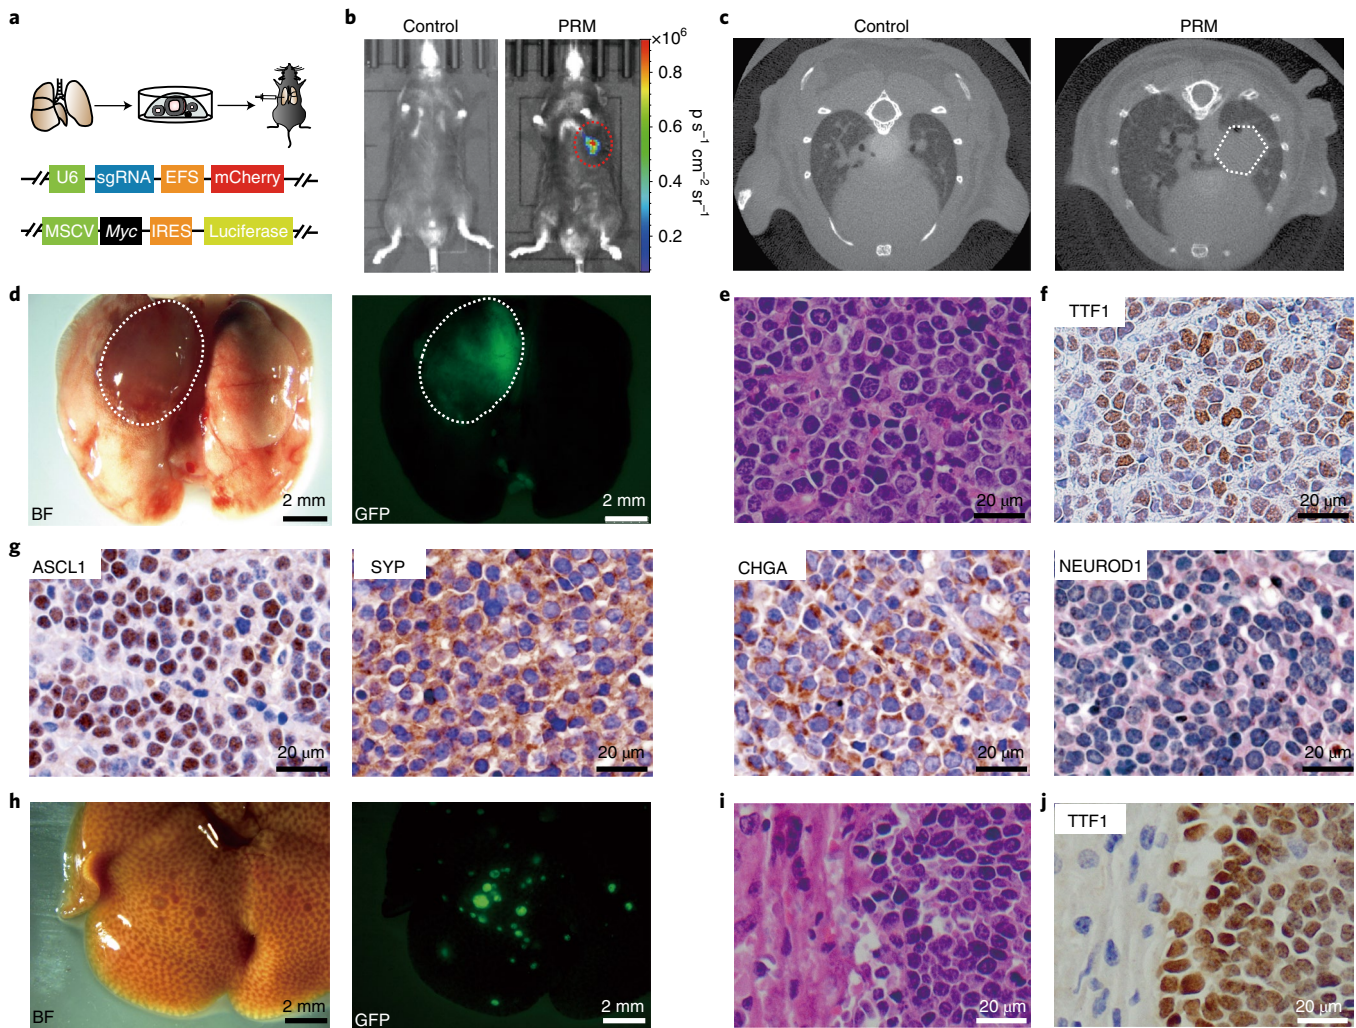 a
U6 sgRNA EFS mCherry
MSCV Myc IRES Luciferase
b
Control PRM
×10⁶
0.8
0.6
0.4
0.2
p s⁻¹ cm⁻² sr⁻¹
c
Control PRM
d
BF 2 mm
GFP 2 mm
e
20 µm
f
TTF1
20 µm
g
ASCL1
20 µm
SYP
20 µm
CHGA
20 µm
NEUROD1
20 µm
h
BF 2 mm
GFP 2 mm
i
20 µm
j
TTF1
20 µm